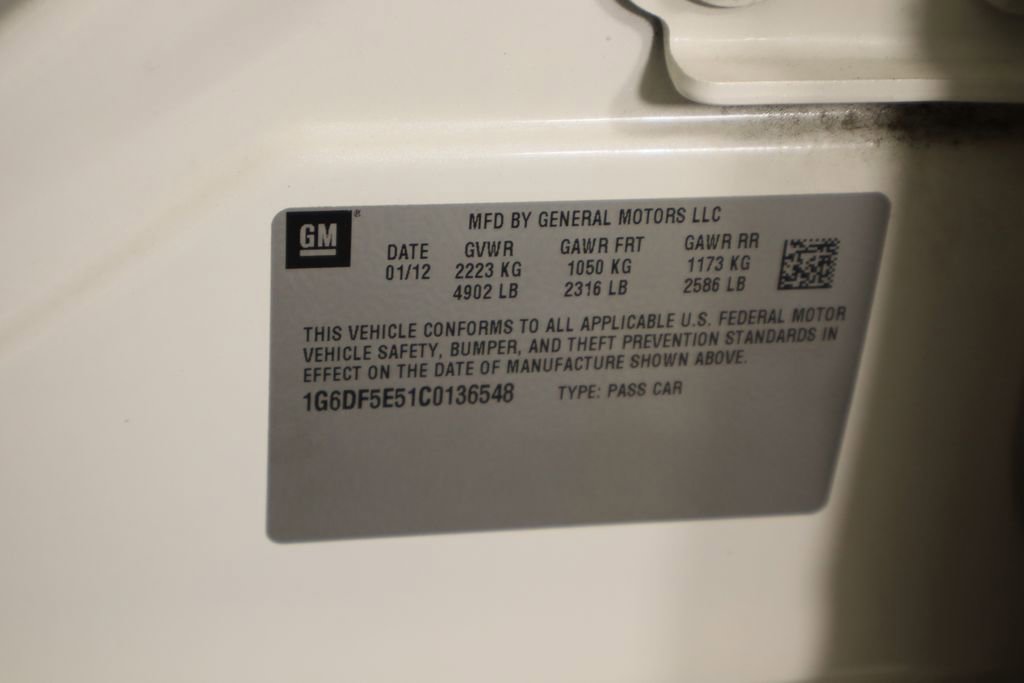 GM®
MFD BY GENERAL MOTORS LLC
DATE GVWR GAWR FRT GAWR RR
01/12 2223 KG 1050 KG 1173 KG
4902 LB 2316 LB 2586 LB
THIS VEHICLE CONFORMS TO ALL APPLICABLE U.S. FEDERAL MOTOR
VEHICLE SAFETY, BUMPER, AND THEFT PREVENTION STANDARDS IN
EFFECT ON THE DATE OF MANUFACTURE SHOWN ABOVE.
1G6DF5E51C0136548 TYPE: PASS CAR